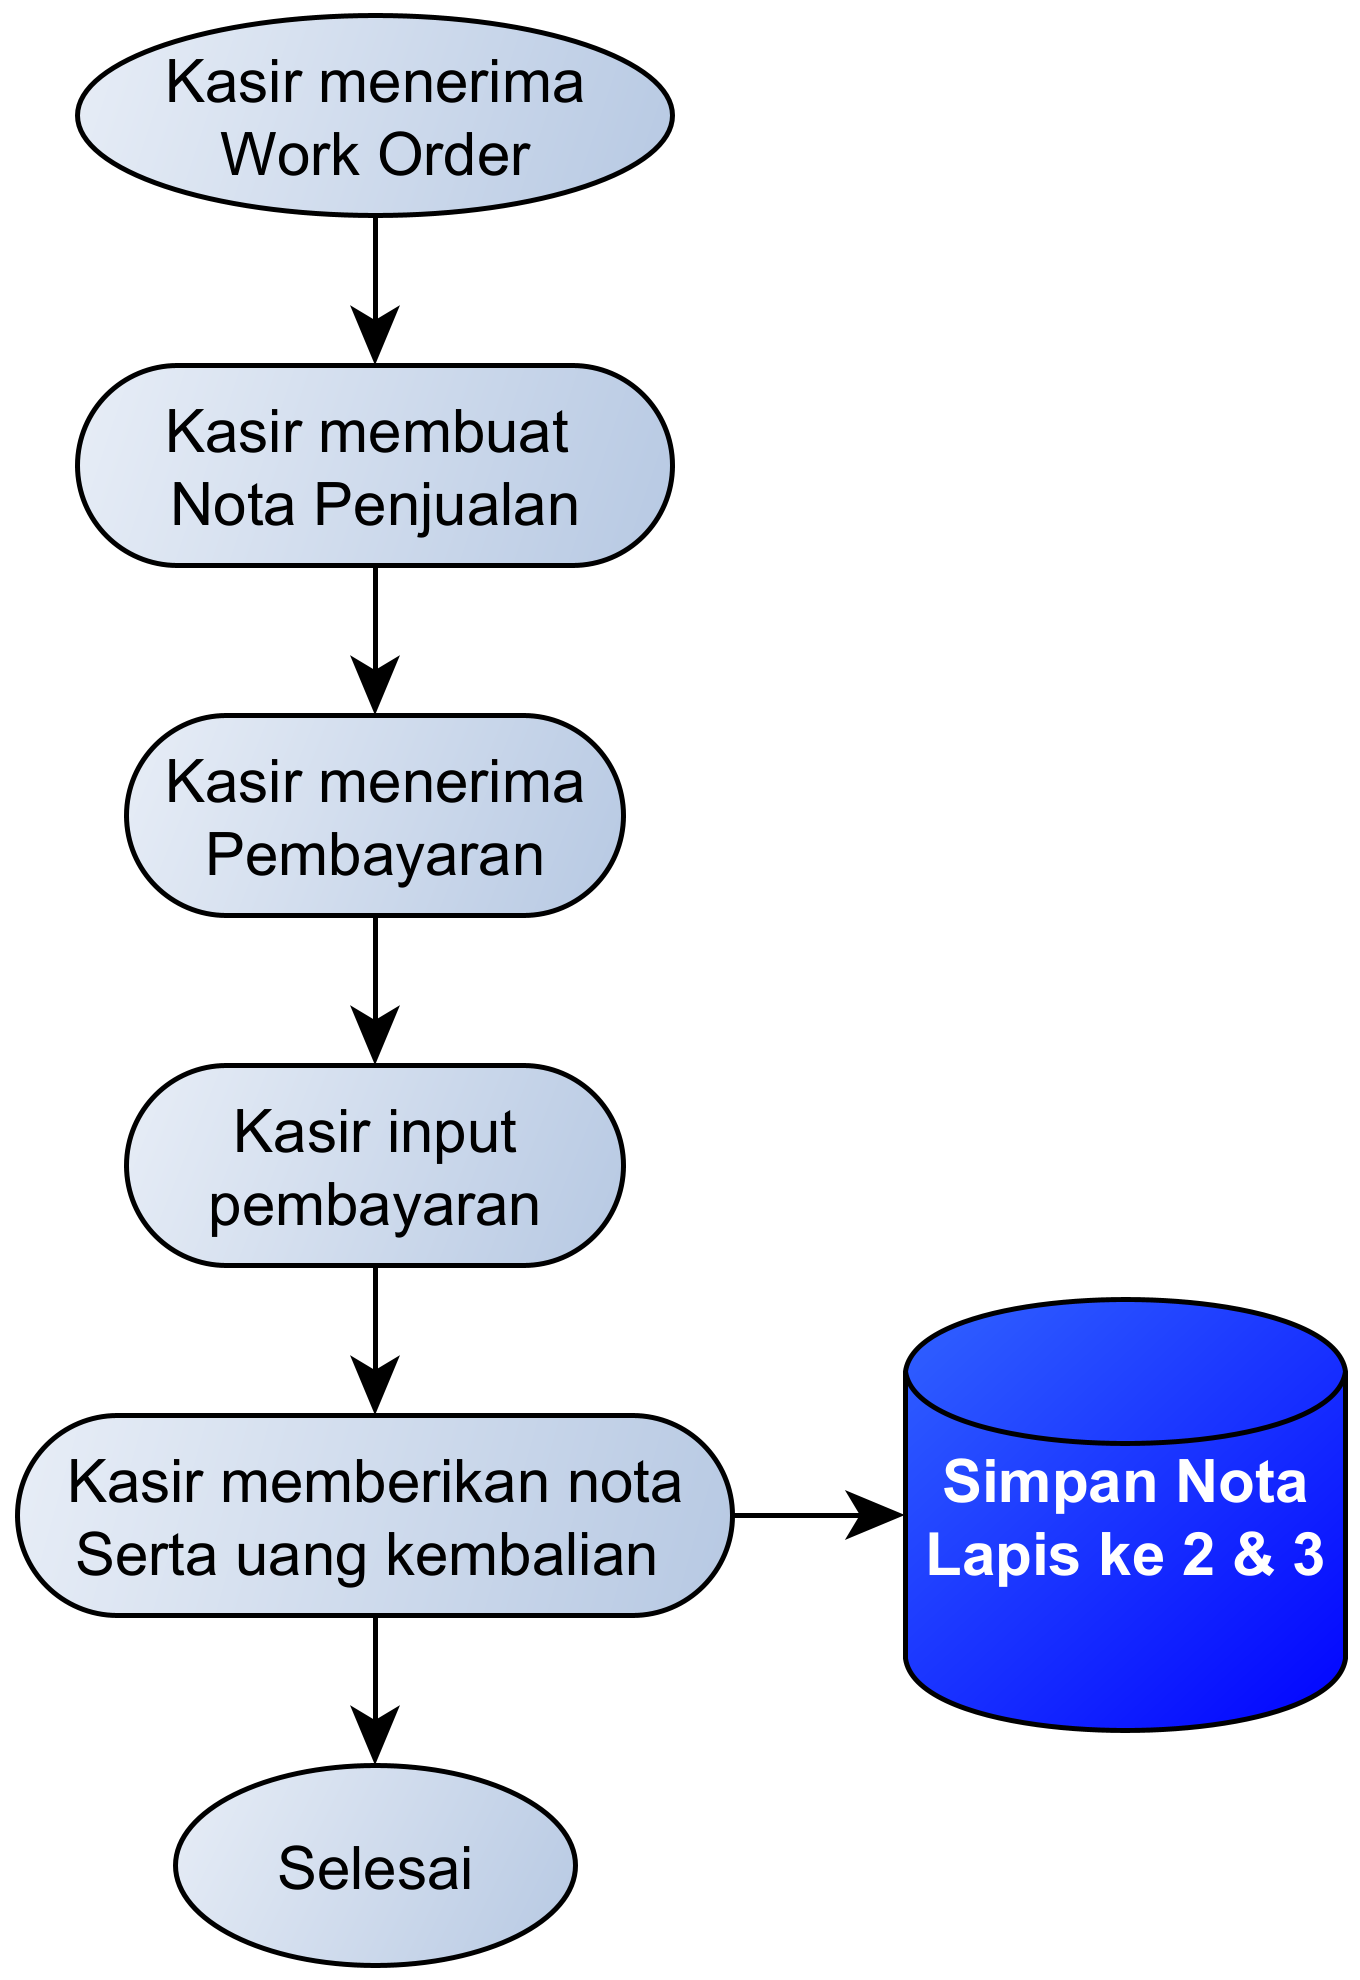 Kasir menerima
Work Order
Kasir membuat
Nota Penjualan
Kasir menerima
Pembayaran
Kasir input
pembayaran
Kasir memberikan nota
Serta uang kembalian
Simpan Nota
Lapis ke 2 & 3
Selesai